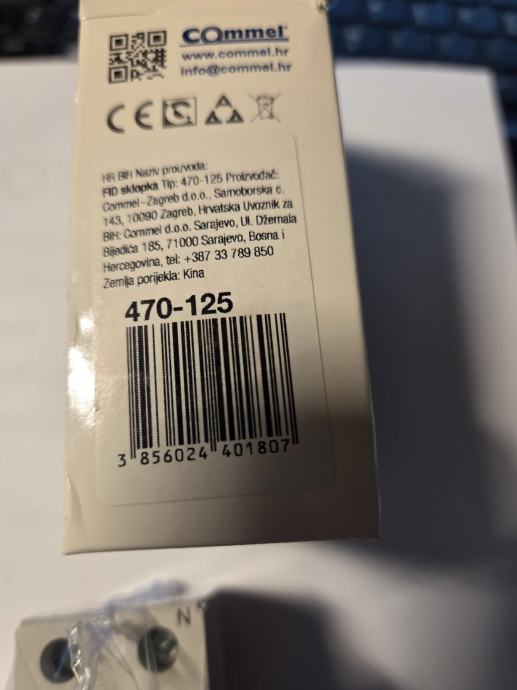 COmmel
www.commel.hr
info@commel.hr
CE
HR BIH Naziv proizvoda:
FID sklopka Tip: 470-125 Proizvođač:
Commel-Zagreb d.o.o., Samoborska c.
143, 10090 Zagreb, Hrvatska Uvoznik za
BIH: Commel d.o.o. Sarajevo, Ul. Džemala
Bijedića 185, 71000 Sarajevo, Bosna i
Hercegovina, tel: +387 33 789 850
Zemlja porijekla: Kina
470-125
3 856024 401807
N